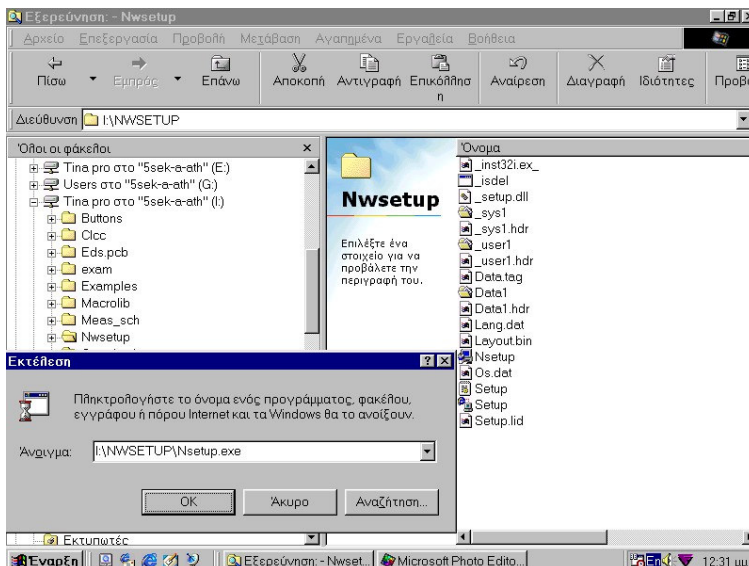 Εξερεύνηση: - Nwsetup
Αρχείο Επεξεργασία Προβολή Μετάβαση Αγαπημένα Εργαλεία Βοήθεια
Πίσω Εμπρός Επάνω Αποκοπή Αντιγραφή Επικόλλησ
η Αναίρεση Διαγραφή Ιδιότητες Προβο
Διεύθυνση I:\NWSETUP
Όλοι οι φάκελοι x
Tina pro στο "5sek-a-ath" (E:)
Users στο "5sek-a-ath" (G:)
Tina pro στο "5sek-a-ath" (I:)
Buttons
Clcc
Eds.pcb
exam
Examples
Macrolib
Meas_sch
Nwsetup
Nwsetup
Επιλέξτε ένα
στοιχείο για να
προβάλετε την
περιγραφή του.
Όνομα
_inst32i.ex_
_isdel
_setup.dll
_sys1
_sys1.hdr
_user1
_user1.hdr
Data.tag
Data1
Data1.hdr
Lang.dat
Layout.bin
Nsetup
Os.dat
Setup
Setup
Setup.lid
Εκτέλεση
Πληκτρολογήστε το όνομα ενός προγράμματος, φακέλου,
εγγράφου ή πόρου Internet και τα Windows θα το ανοίξουν.
Άνοιγμα: I:\NWSETUP\Nsetup.exe
OK Άκυρο Αναζήτηση...
Εκτυπωτές
Έναρξη Εξερεύνηση: - Nwset... Microsoft Photo Edito... En 12:31 μμ